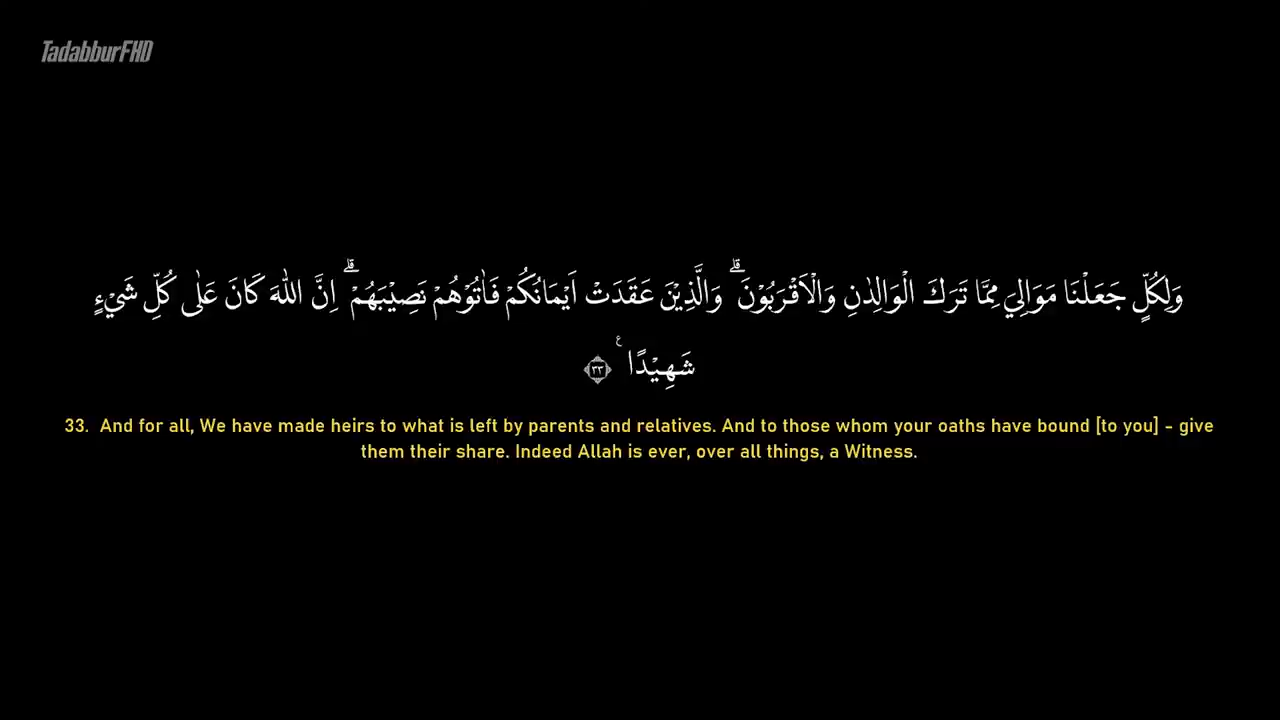 TadabburFHD
وَلِكُلٍّ جَعَلْنَا مَوَالِيَ مِمَّا تَرَكَ الْوَالِدٰنِ وَالْاَقْرَبُوْنَ ۗ وَالَّذِيْنَ عَقَدَتْ اَيْمَانُكُمْ فَاٰتُوْهُمْ نَصِيْبَهُمْ ۗ اِنَّ اللّٰهَ كَانَ عَلٰى كُلِّ شَيْءٍ
شَهِيْدًا ࣖ ٣٣
33. And for all, We have made heirs to what is left by parents and relatives. And to those whom your oaths have bound [to you] - give
them their share. Indeed Allah is ever, over all things, a Witness.